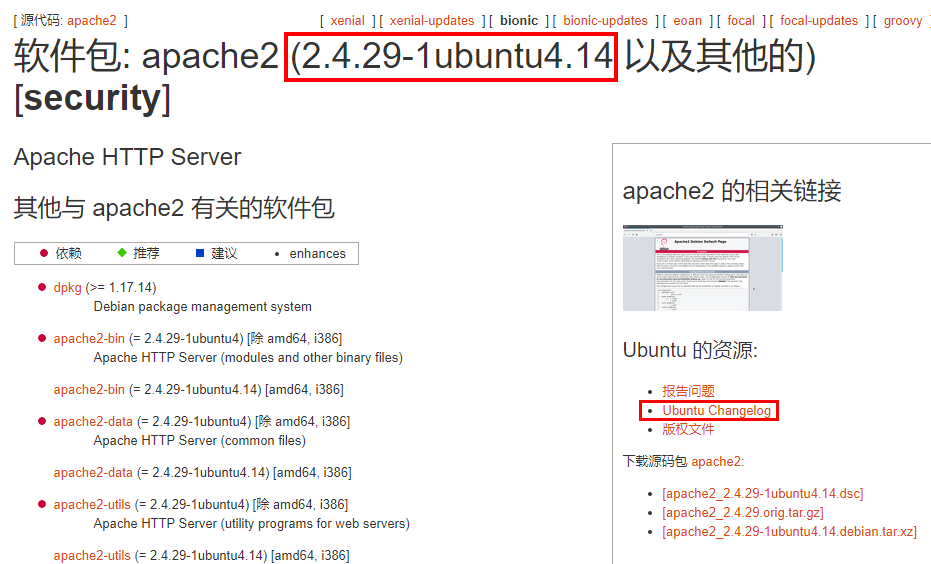 [ 源代码: apache2 ]
[ xenial ] [ xenial-updates ] [ bionic ] [ bionic-updates ] [ eoan ] [ focal ] [ focal-updates ] [ groovy
软件包: apache2 (2.4.29-1ubuntu4.14 以及其他的)
[security]
Apache HTTP Server
其他与 apache2 有关的软件包
依赖 推荐 建议 enhances
dpkg (>= 1.17.14)
Debian package management system
apache2-bin (= 2.4.29-1ubuntu4) [除 amd64, i386]
Apache HTTP Server (modules and other binary files)
apache2-bin (= 2.4.29-1ubuntu4.14) [amd64, i386]
apache2-data (= 2.4.29-1ubuntu4) [除 amd64, i386]
Apache HTTP Server (common files)
apache2-data (= 2.4.29-1ubuntu4.14) [amd64, i386]
apache2-utils (= 2.4.29-1ubuntu4) [除 amd64, i386]
Apache HTTP Server (utility programs for web servers)
apache2-utils (= 2.4.29-1ubuntu4.14) [amd64, i386]
apache2 的相关链接
Apache2 Debian Default Page
Ubuntu 的资源:
报告问题
Ubuntu Changelog
版权文件
下载源码包 apache2:
[apache2_2.4.29-1ubuntu4.14.dsc]
[apache2_2.4.29.orig.tar.gz]
[apache2_2.4.29-1ubuntu4.14.debian.tar.xz]